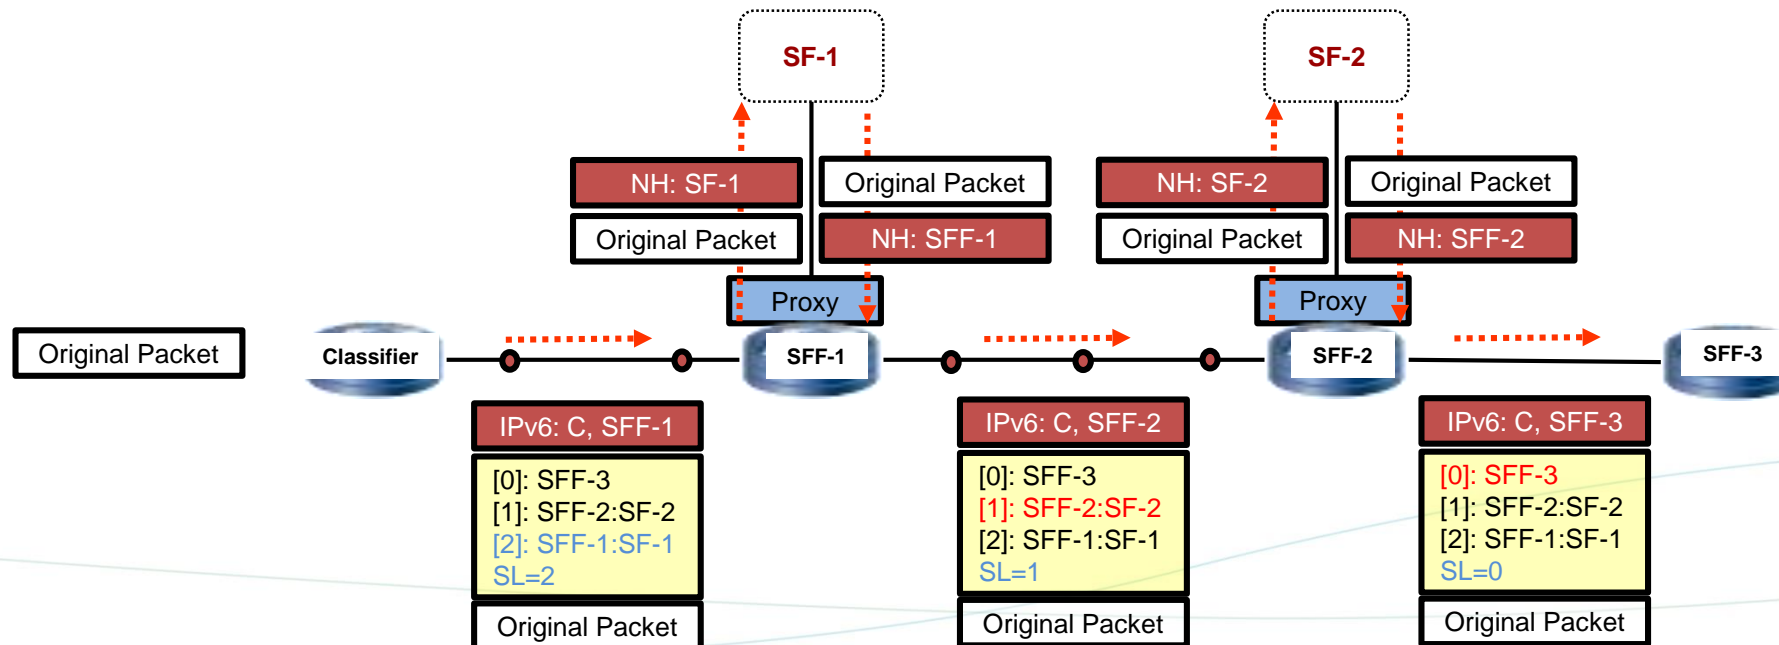 SF-1
SF-2
NH: SF-1
Original Packet
NH: SF-2
Original Packet
Original Packet
NH: SFF-1
Original Packet
NH: SFF-2
Proxy
Proxy
Original Packet
Classifier
SFF-1
SFF-2
SFF-3
IPv6: C, SFF-1
[0]: SFF-3
[1]: SFF-2:SF-2
[2]: SFF-1:SF-1
SL=2
Original Packet
IPv6: C, SFF-2
[0]: SFF-3
[1]: SFF-2:SF-2
[2]: SFF-1:SF-1
SL=1
Original Packet
IPv6: C, SFF-3
[0]: SFF-3
[1]: SFF-2:SF-2
[2]: SFF-1:SF-1
SL=0
Original Packet